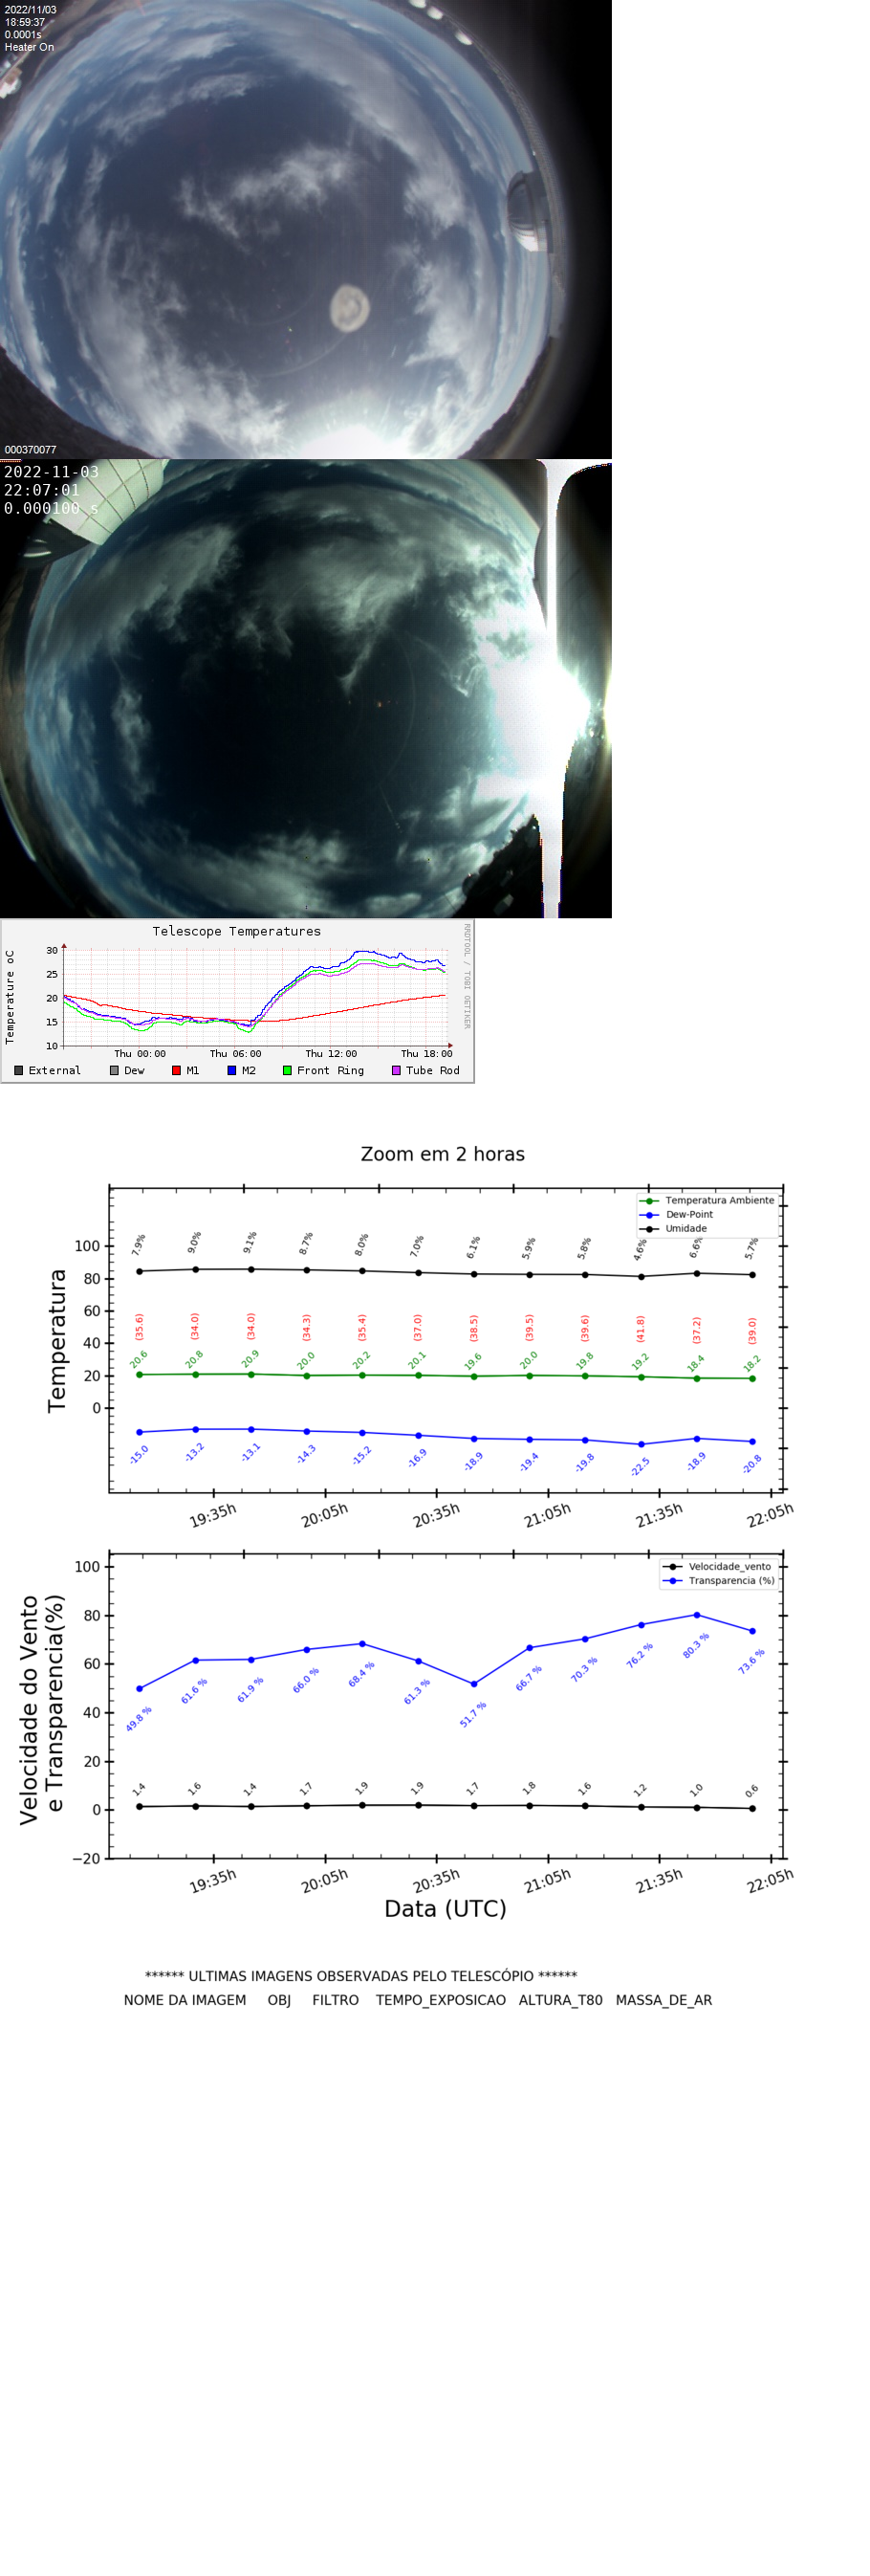 2022/11/03
18:59:37
0.0001s
Heater On
000370077
2022-11-03
22:07:01
0.000100 s
Telescope Temperatures
RRDTOOL / TOBI OETIKER
Temperature oC
30
25
20
15
10
Thu 00:00 Thu 06:00 Thu 12:00 Thu 18:00
External Dew M1 M2 Front Ring Tube Rod
Zoom em 2 horas
Temperatura Ambiente
Dew-Point
Umidade
Temperatura
100
80
60
40
20
0
7.9% 9.0% 9.1% 8.7% 8.0% 7.0% 6.1% 5.9% 5.8% 4.6% 6.6% 5.7%
(35.6) (34.0) (34.0) (34.3) (35.4) (37.0) (38.5) (39.5) (39.6) (41.8) (37.2) (39.0)
20.6 20.8 20.9 20.0 20.2 20.1 19.6 20.0 19.8 19.2 18.4 18.2
-15.0 -13.2 -13.1 -14.3 -15.2 -16.9 -18.9 -19.4 -19.8 -22.5 -18.9 -20.8
19:35h 20:05h 20:35h 21:05h 21:35h 22:05h
Velocidade_vento
Transparencia (%)
Velocidade do Vento
e Transparencia(%)
100
80
60
40
20
0
−20
49.8 % 61.6 % 61.9 % 66.0 % 68.4 % 61.3 % 51.7 % 66.7 % 70.3 % 76.2 % 80.3 % 73.6 %
1.4 1.6 1.4 1.7 1.9 1.9 1.7 1.8 1.6 1.2 1.0 0.6
19:35h 20:05h 20:35h 21:05h 21:35h 22:05h
Data (UTC)
****** ULTIMAS IMAGENS OBSERVADAS PELO TELESCÓPIO ******
NOME DA IMAGEM OBJ FILTRO TEMPO_EXPOSICAO ALTURA_T80 MASSA_DE_AR